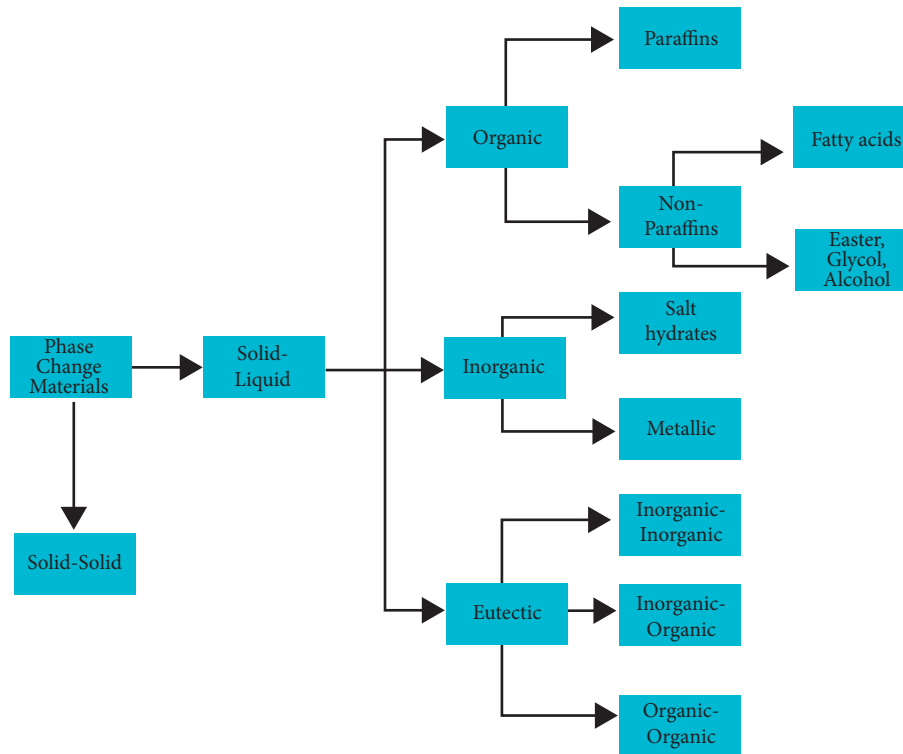 Paraffins
Organic
Fatty acids
Non-
Paraffins
Easter,
Glycol,
Alcohol
Phase
Change
Materials
Solid-
Liquid
Inorganic
Salt
hydrates
Metallic
Solid-Solid
Eutectic
Inorganic-
Inorganic
Inorganic-
Organic
Organic-
Organic